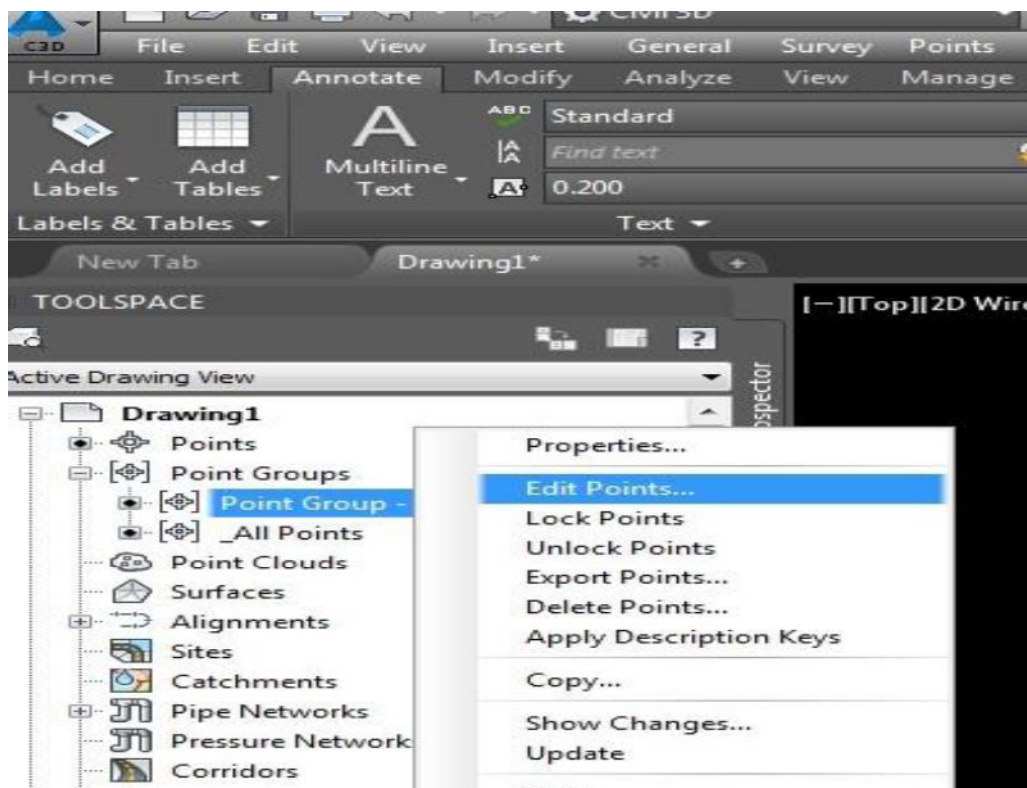 C3D
File Edit View Insert General Survey Points
Home Insert Annotate Modify Analyze View Manage
ABC Standard
Find text
0.200
Add Labels
Add Tables
A
Multiline Text
Labels & Tables
Text
New Tab
Drawing1*
TOOLSPACE
[−][Top][2D Wire
Active Drawing View
Drawing1
Points
Point Groups
Point Group -
_All Points
Point Clouds
Surfaces
Alignments
Sites
Catchments
Pipe Networks
Pressure Network
Corridors
Properties...
Edit Points...
Lock Points
Unlock Points
Export Points...
Delete Points...
Apply Description Keys
Copy...
Show Changes...
Update